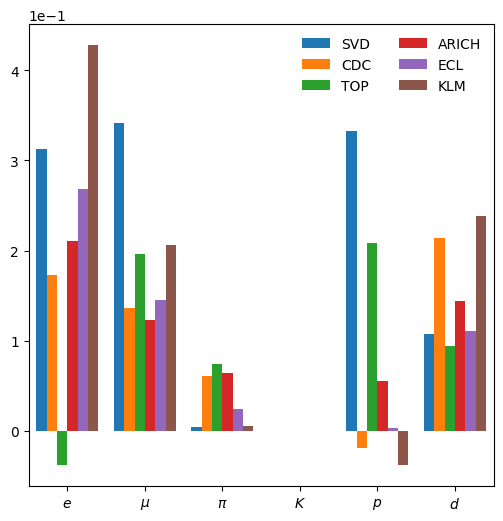 1e−1
SVD ARICH
CDC ECL
TOP KLM
4
3
2
1
0
e μ π K p d